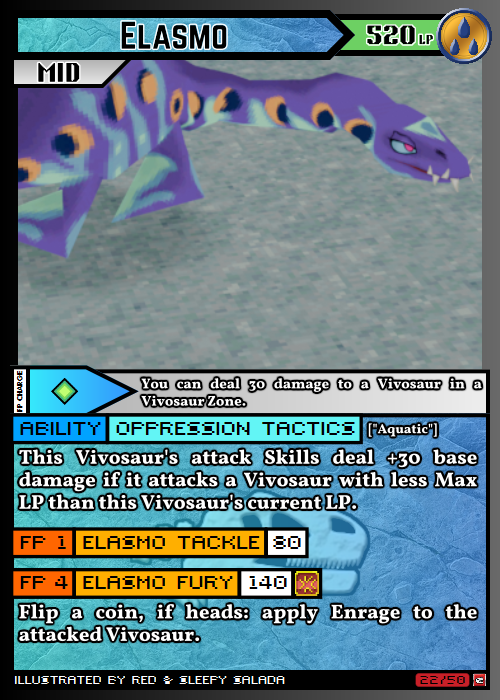 Elasmo
520 LP
MID
FP CHARGE
You can deal 30 damage to a Vivosaur in a
Vivosaur Zone.
ABILITY OPPRESSION TACTICS ["Aquatic"]
This Vivosaur's attack Skills deal +30 base
damage if it attacks a Vivosaur with less Max
LP than this Vivosaur's current LP.
FP 1 ELASMO TACKLE 80
FP 4 ELASMO FURY 140
Flip a coin, if heads: apply Enrage to the
attacked Vivosaur.
ILLUSTRATED BY RED & SLEEPY SALADA
22/50